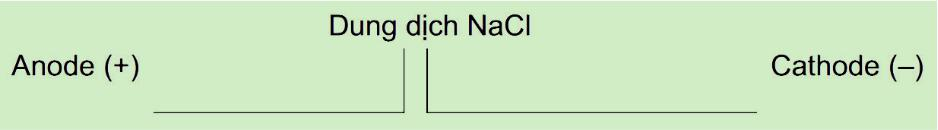 Dung dịch NaCl
Anode (+)
Cathode (–)